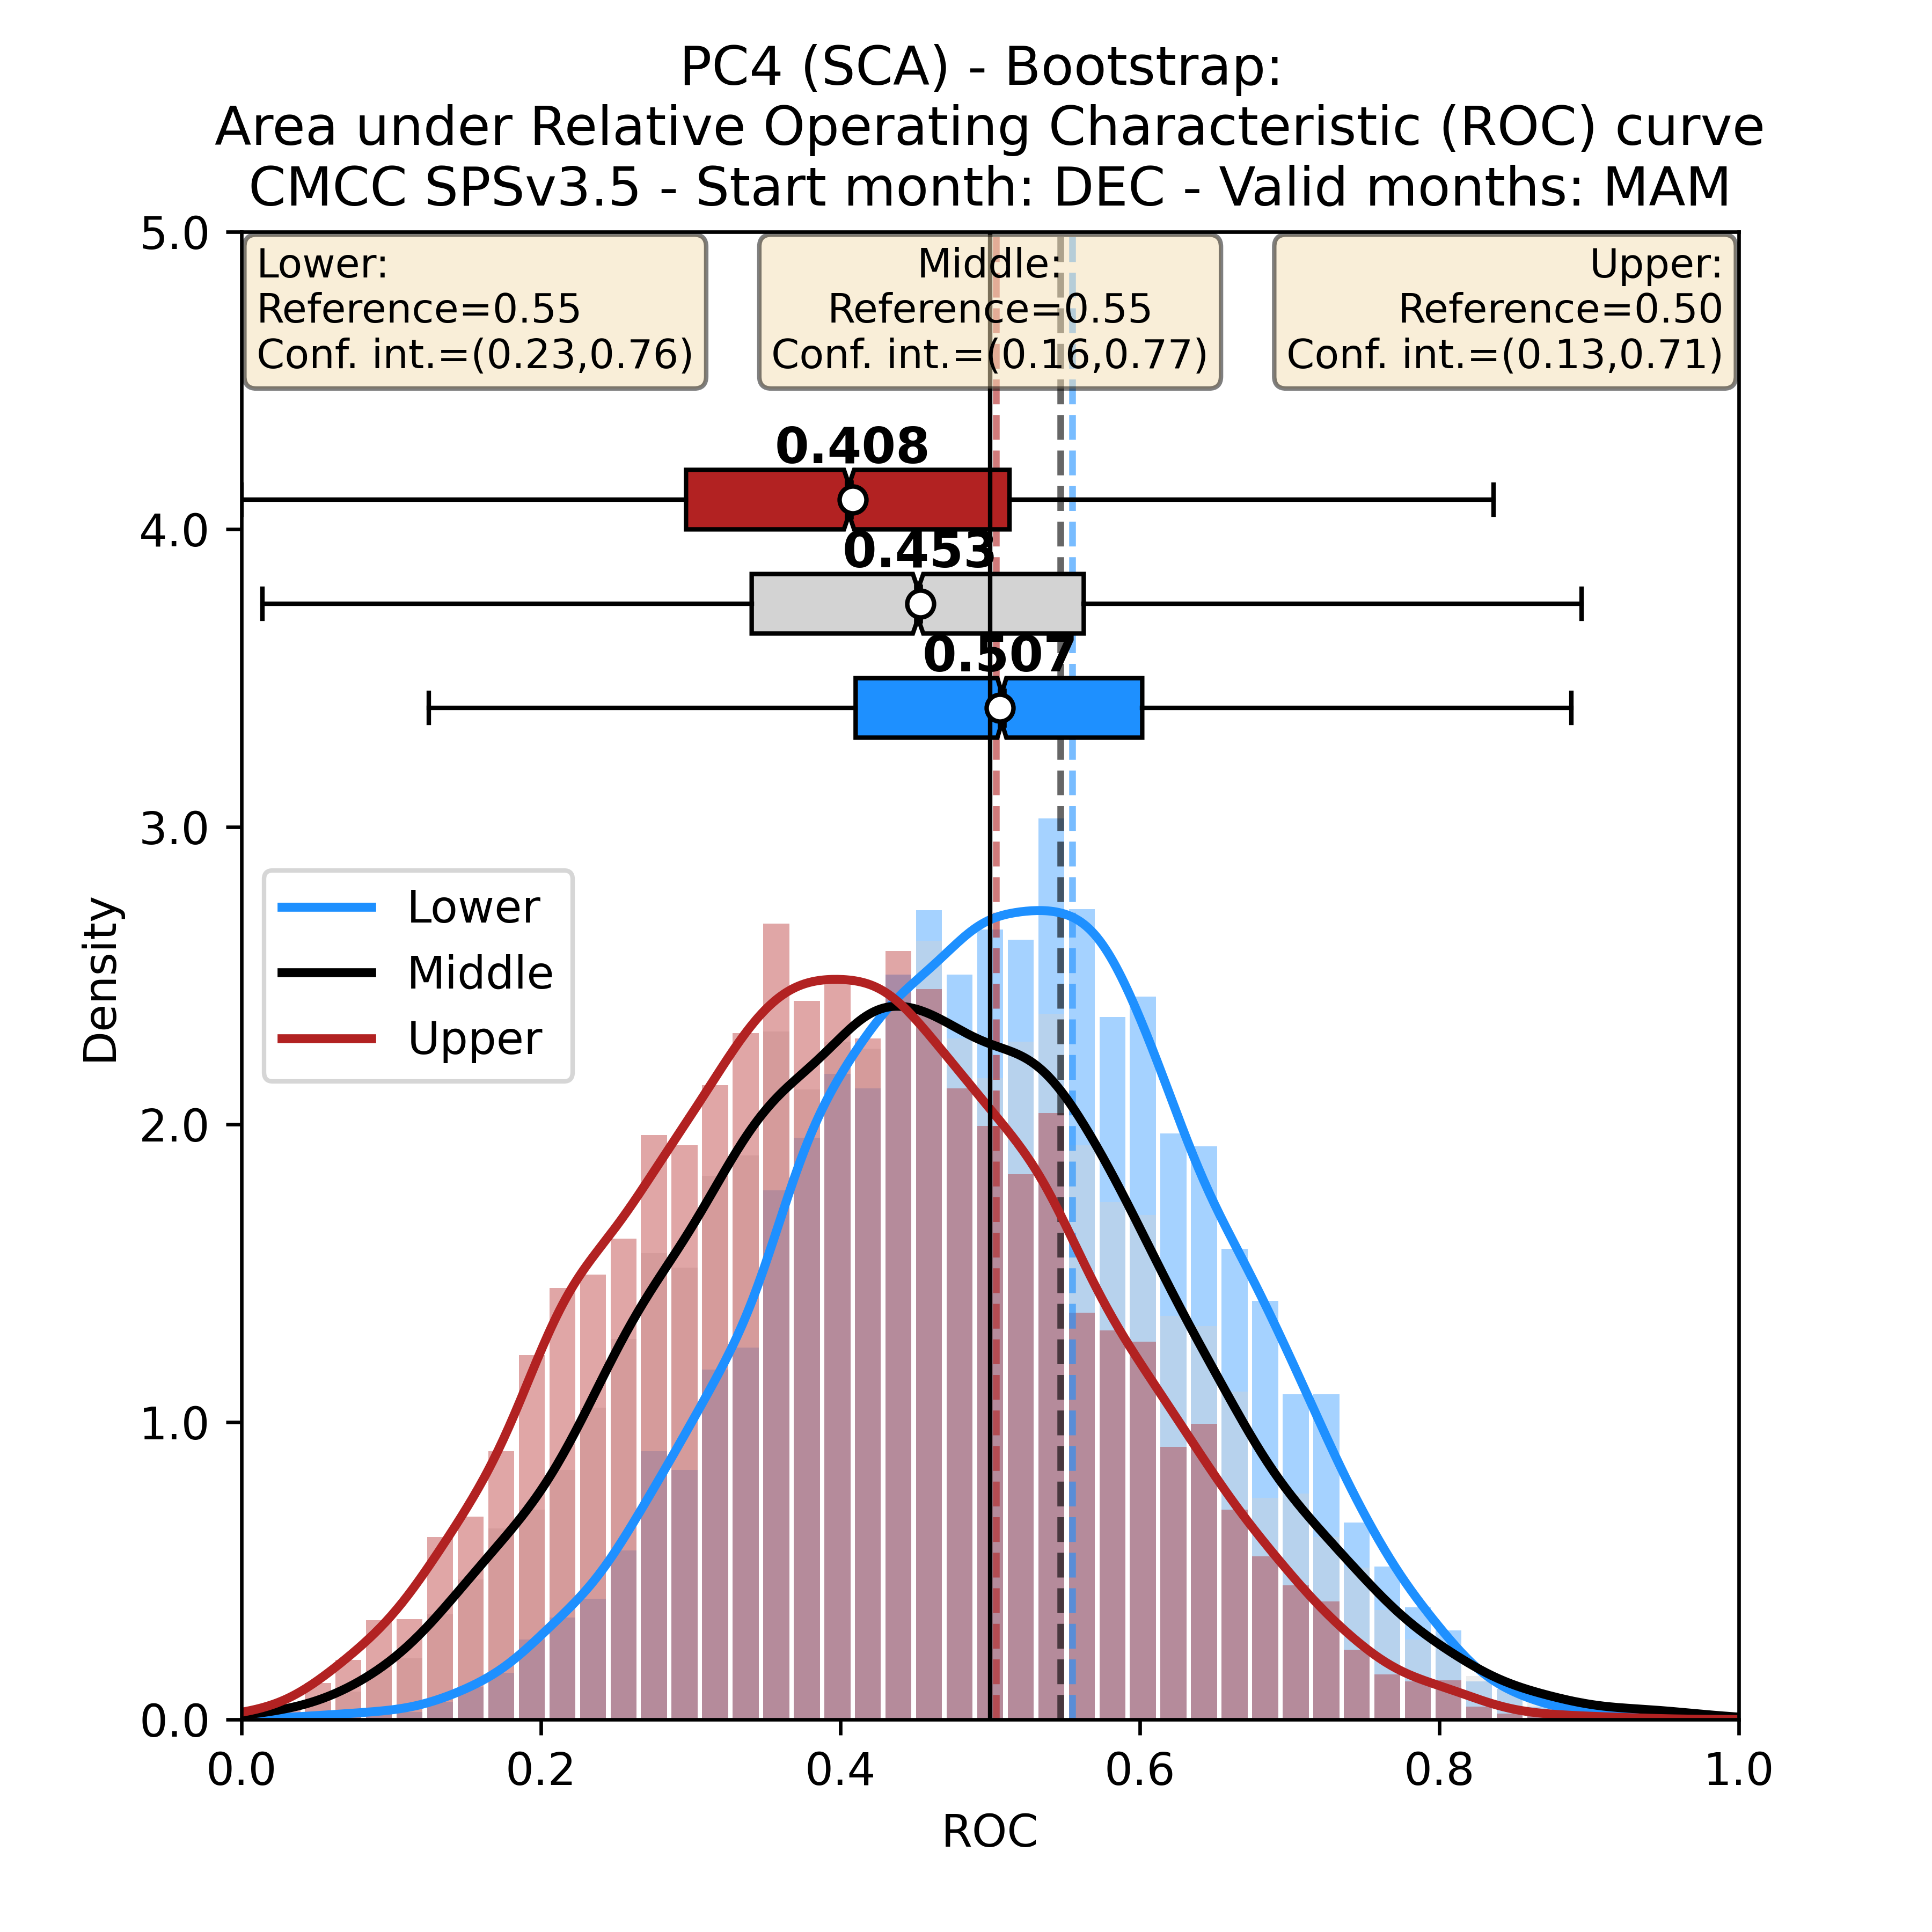 PC4 (SCA) - Bootstrap:
Area under Relative Operating Characteristic (ROC) curve
CMCC SPSv3.5 - Start month: DEC - Valid months: MAM
Lower:
Reference=0.55
Conf. int.=(0.23,0.76)
Middle:
Reference=0.55
Conf. int.=(0.16,0.77)
Upper:
Reference=0.50
Conf. int.=(0.13,0.71)
0.408
0.453
0.507
Lower
Middle
Upper
Density
5.0
4.0
3.0
2.0
1.0
0.0
0.0 0.2 0.4 0.6 0.8 1.0
ROC